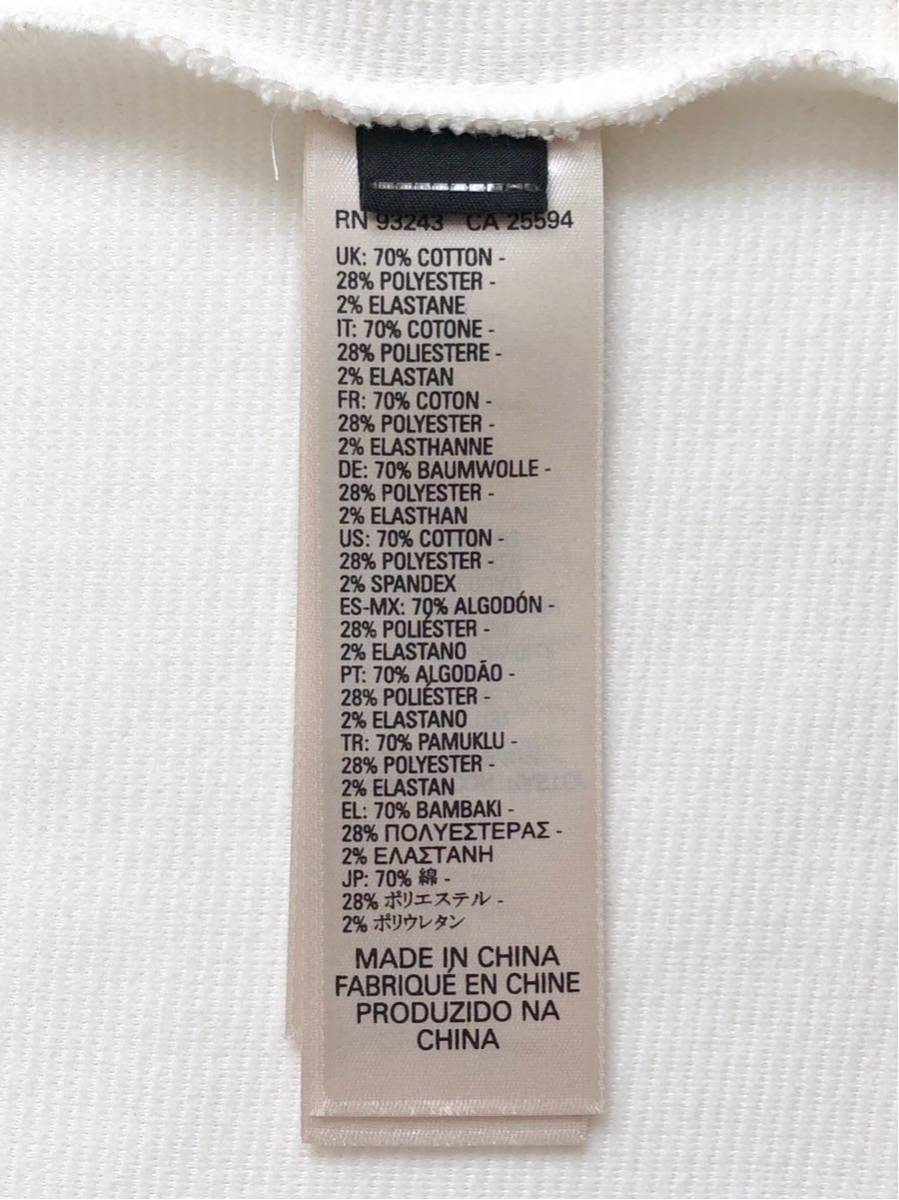 RN 93243 CA 25594
UK: 70% COTTON -
28% POLYESTER -
2% ELASTANE
IT: 70% COTONE -
28% POLIESTERE -
2% ELASTAN
FR: 70% COTON -
28% POLYESTER -
2% ELASTHANNE
DE: 70% BAUMWOLLE -
28% POLYESTER -
2% ELASTHAN
US: 70% COTTON -
28% POLYESTER -
2% SPANDEX
ES-MX: 70% ALGODÓN -
28% POLIÉSTER -
2% ELASTANO
PT: 70% ALGODÃO -
28% POLIÉSTER -
2% ELASTANO
TR: 70% PAMUKLU -
28% POLYESTER -
2% ELASTAN
EL: 70% ΒΑΜΒΑΚΙ -
28% ΠΟΛΥΕΣΤΕΡΑΣ -
2% ΕΛΑΣΤΑΝΗ
JP: 70% 綿 -
28% ポリエステル -
2% ポリウレタン
MADE IN CHINA
FABRIQUÉ EN CHINE
PRODUZIDO NA
CHINA